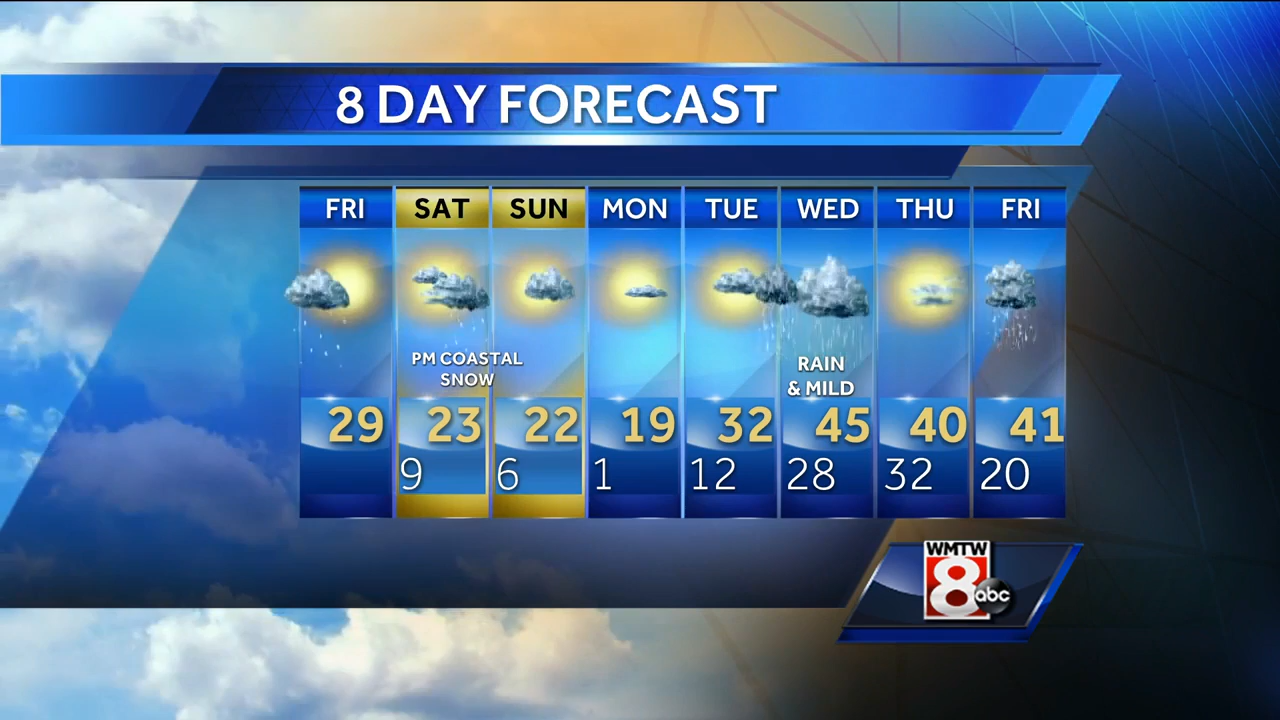 8 DAY FORECAST
FRI SAT SUN MON TUE WED THU FRI
PM COASTAL
SNOW
RAIN
& MILD
29 23 22 19 32 45 40 41
9 6 1 12 28 32 20
WMTW
8
abc